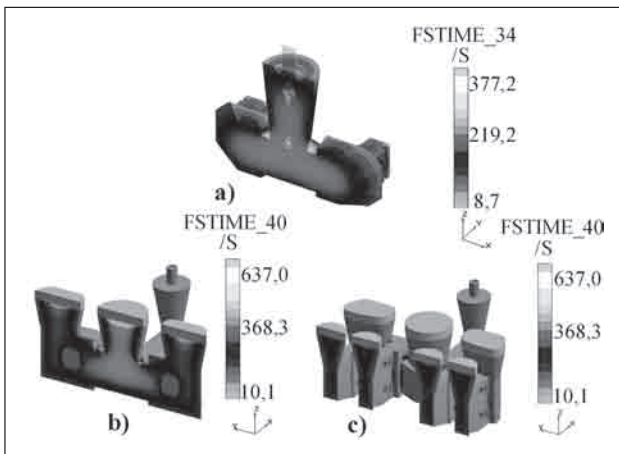 FSTIME_34
/S
377,2
219,2
8,7
z
Y
X
a)
FSTIME_40
/S
637,0
368,3
10,1
z
b)
FSTIME_40
/S
637,0
368,3
10,1
c)